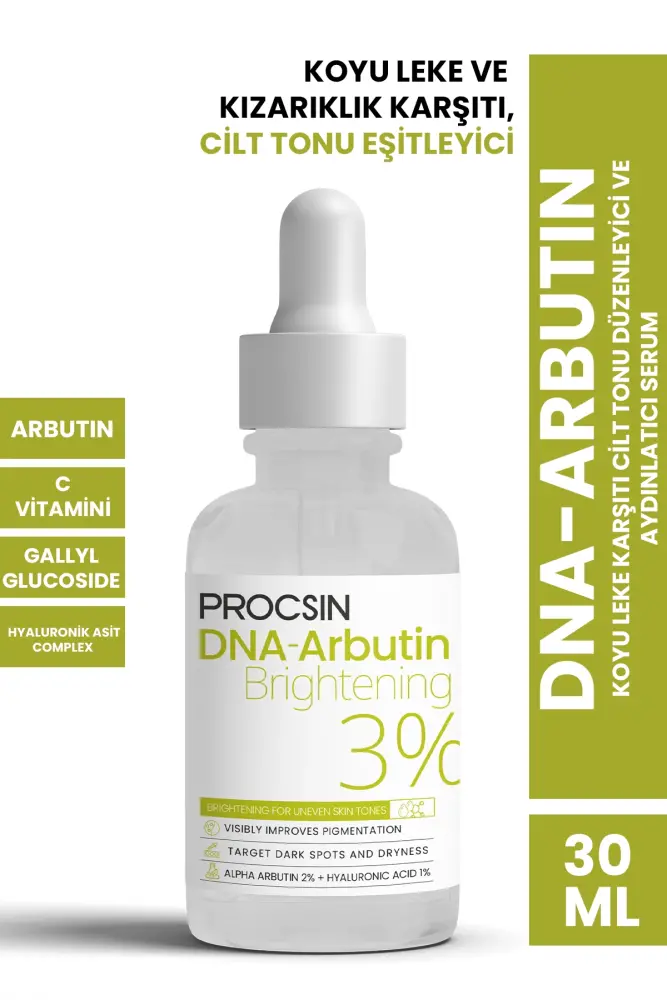 KOYU LEKE VE
KIZARIKLIK KARŞITI,
CİLT TONU EŞİTLEYİCİ
DNA-ARBUTIN
KOYU LEKE KARŞITI CİLT TONU DÜZENLEYİCİ VE
AYDINLATICI SERUM
ARBUTIN
C
VİTAMİNİ
GALLYL
GLUCOSIDE
HYALURONİK ASİT
COMPLEX
PROCSIN
DNA-Arbutin
Brightening
3%
BRIGHTENING FOR UNEVEN SKIN TONES
VISIBLY IMPROVES PIGMENTATION
TARGET DARK SPOTS AND DRYNESS
ALPHA ARBUTIN 2% + HYALURONIC ACID 1%
30
ML